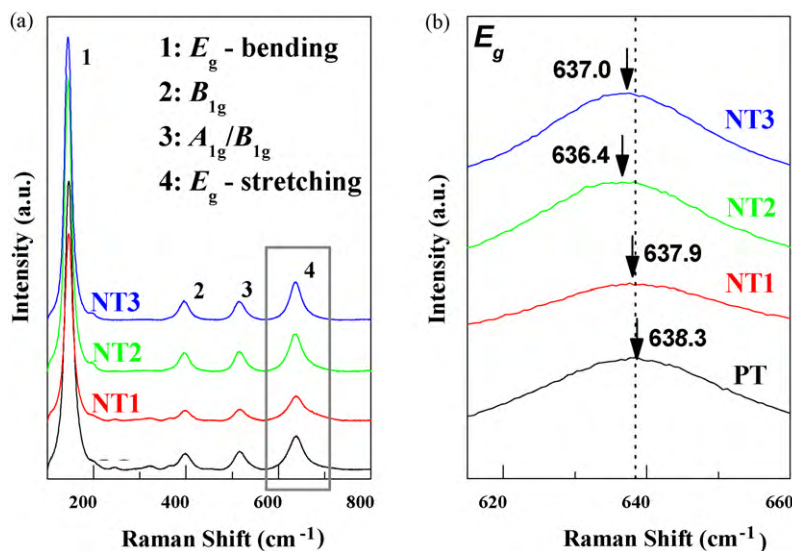 (a)
1
1: Eg - bending
2: B1g
3: A1g/B1g
4: Eg - stretching
4
2
3
NT3
NT2
NT1
Intensity (a.u.)
200 400 600 800
Raman Shift (cm-1)
(b)
Eg
637.0
NT3
636.4
NT2
637.9
NT1
638.3
PT
Intensity (a.u.)
620 640 660
Raman Shift (cm-1)